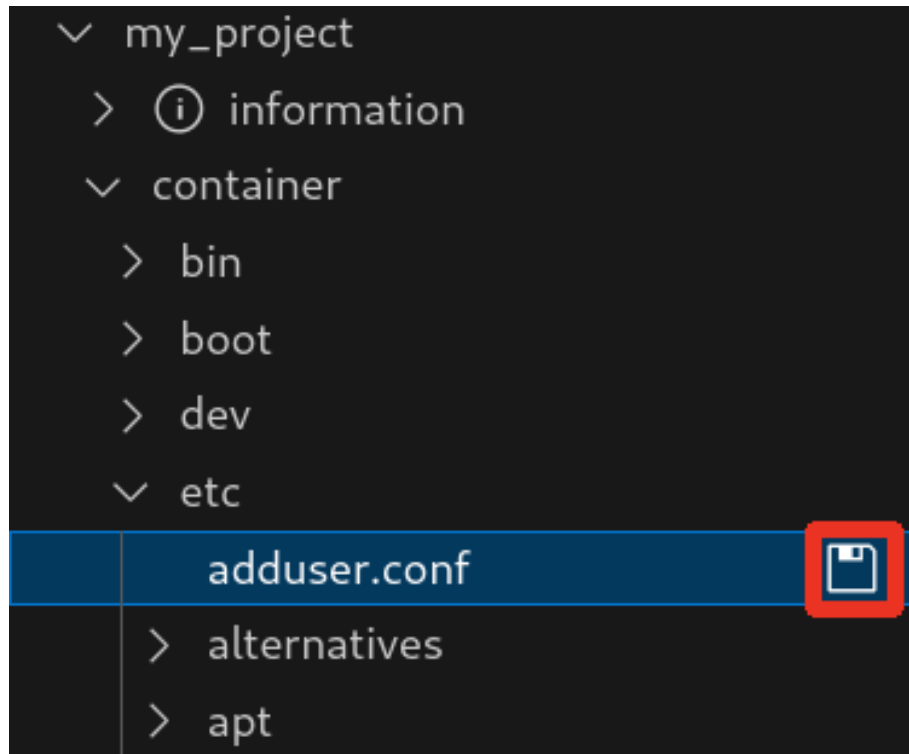 my_project
information
container
bin
boot
dev
etc
adduser.conf
alternatives
apt